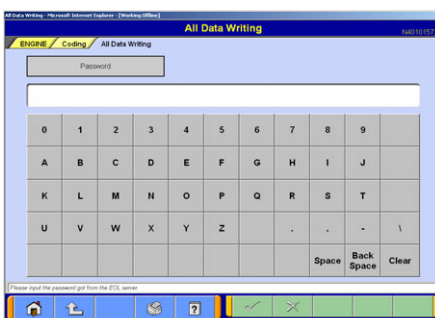 All Data Writing - Microsoft Internet Explorer - [Working Offline]
All Data Writing
N4010157
ENGINE Coding All Data Writing
Password
0 1 2 3 4 5 6 7 8 9
A B C D E F G H I J
K L M N O P Q R S T
U V W X Y Z . . - \
Space Back Space Clear
Please input the password got from the EOL server.
?